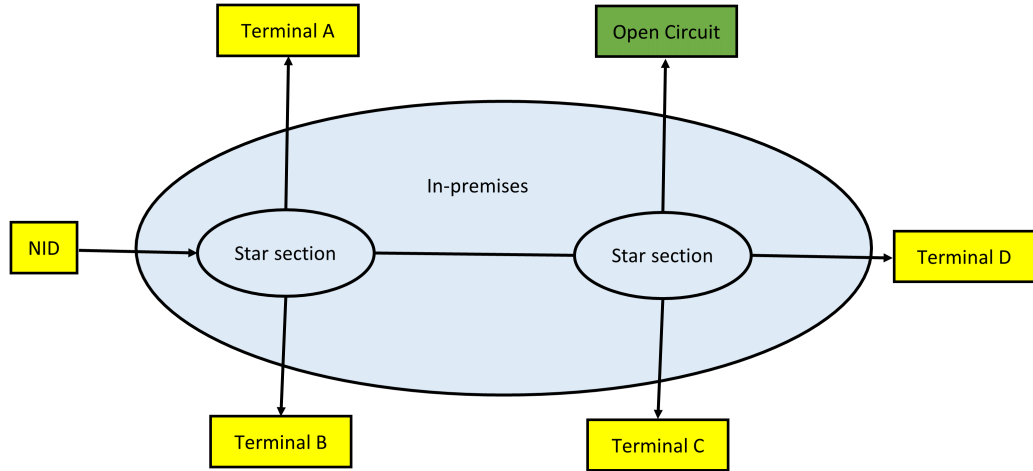 Terminal A
Open Circuit
In-premises
NID
Star section
Star section
Terminal D
Terminal B
Terminal C